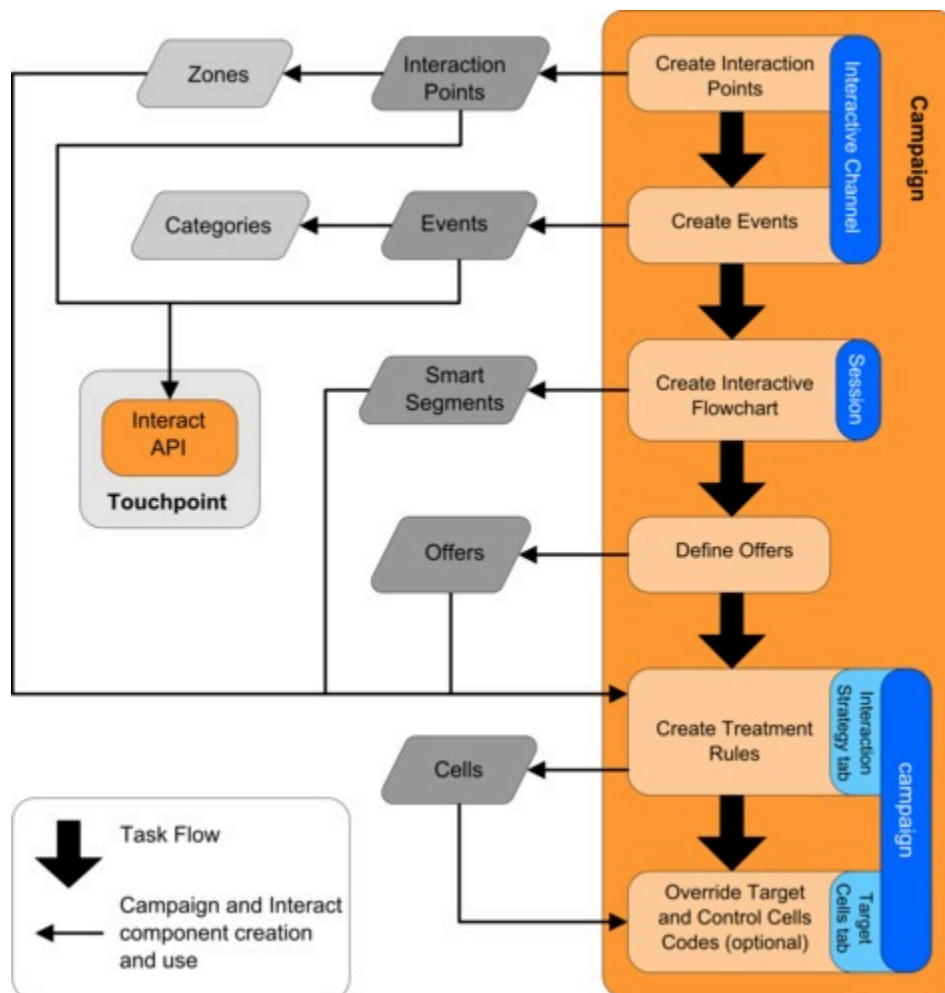 Zones
Interaction
Points
Create Interaction
Points
Interactive Channel
Campaign
Categories
Events
Create Events
Smart
Segments
Create Interactive
Flowchart
Session
Interact
API
Touchpoint
Offers
Define Offers
Create Treatment
Rules
Interaction
Strategy tab
campaign
Cells
Override Target
and Control Cells
Codes (optional)
Target
Cells tab
Task Flow
Campaign and Interact
component creation
and use